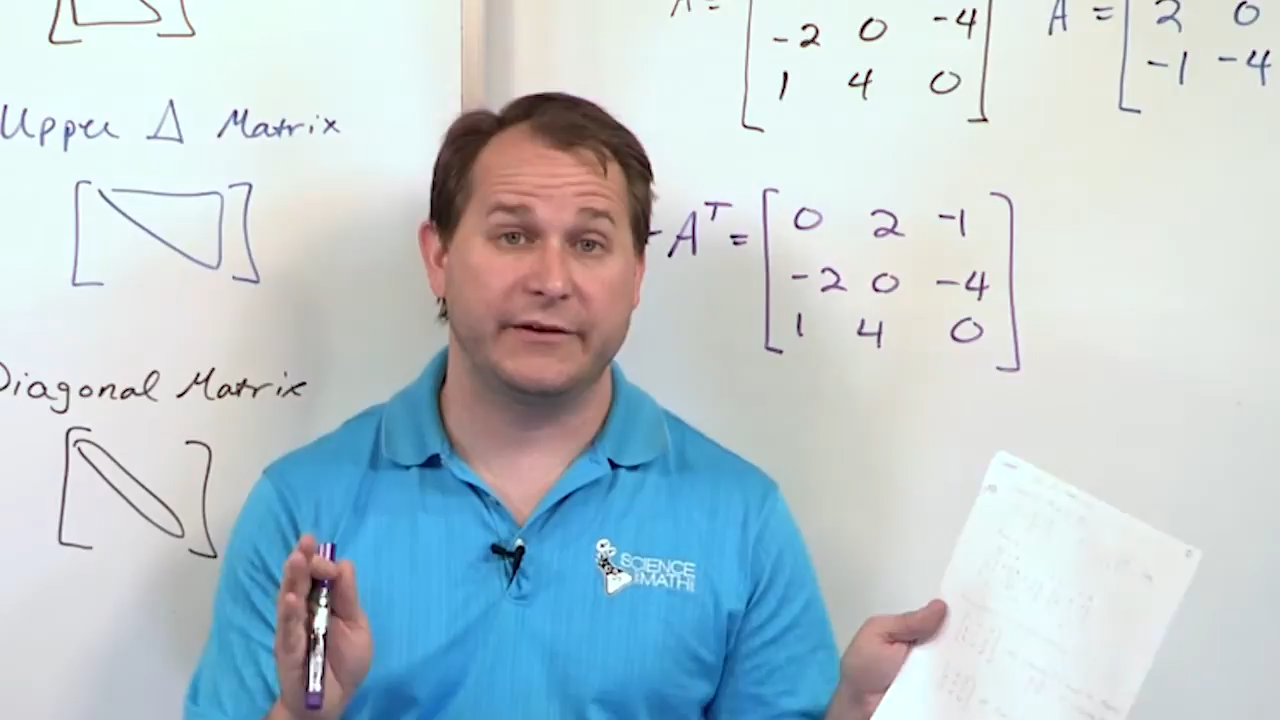 Upper Δ Matrix
Diagonal Matrix
A =
-2 0 -4
1 4 0
A = 2 0
-1 -4
-Aᵀ = 0 2 -1
-2 0 -4
1 4 0
SCIENCE
MATH